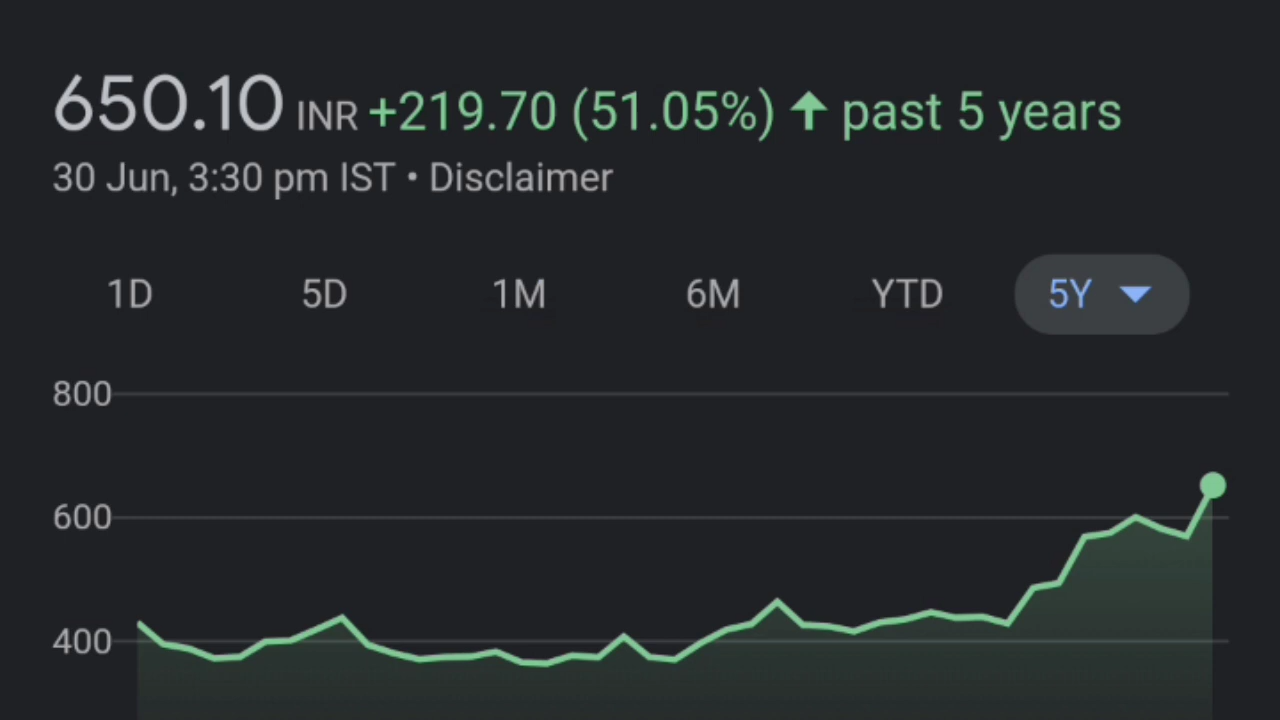 650.10 INR +219.70 (51.05%) ↑ past 5 years
30 Jun, 3:30 pm IST • Disclaimer
1D 5D 1M 6M YTD 5Y
800
600
400